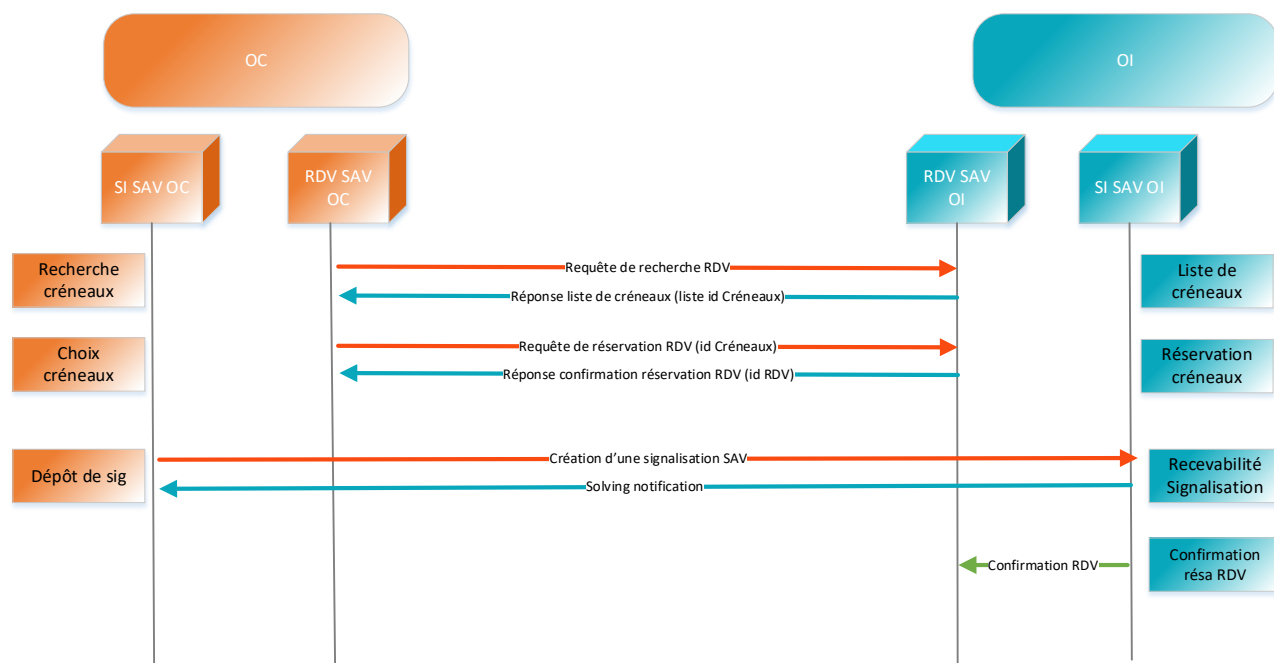 OC
OI
SI SAV OC
RDV SAV
OC
RDV SAV
OI
SI SAV OI
Recherche
créneaux
Requête de recherche RDV
Réponse liste de créneaux (liste id Créneaux)
Liste de
créneaux
Choix
créneaux
Requête de réservation RDV (id Créneaux)
Réponse confirmation réservation RDV (id RDV)
Réservation
créneaux
Dépôt de sig
Création d’une signalisation SAV
Solving notification
Recevabilité
Signalisation
Confirmation RDV
Confirmation
résa RDV